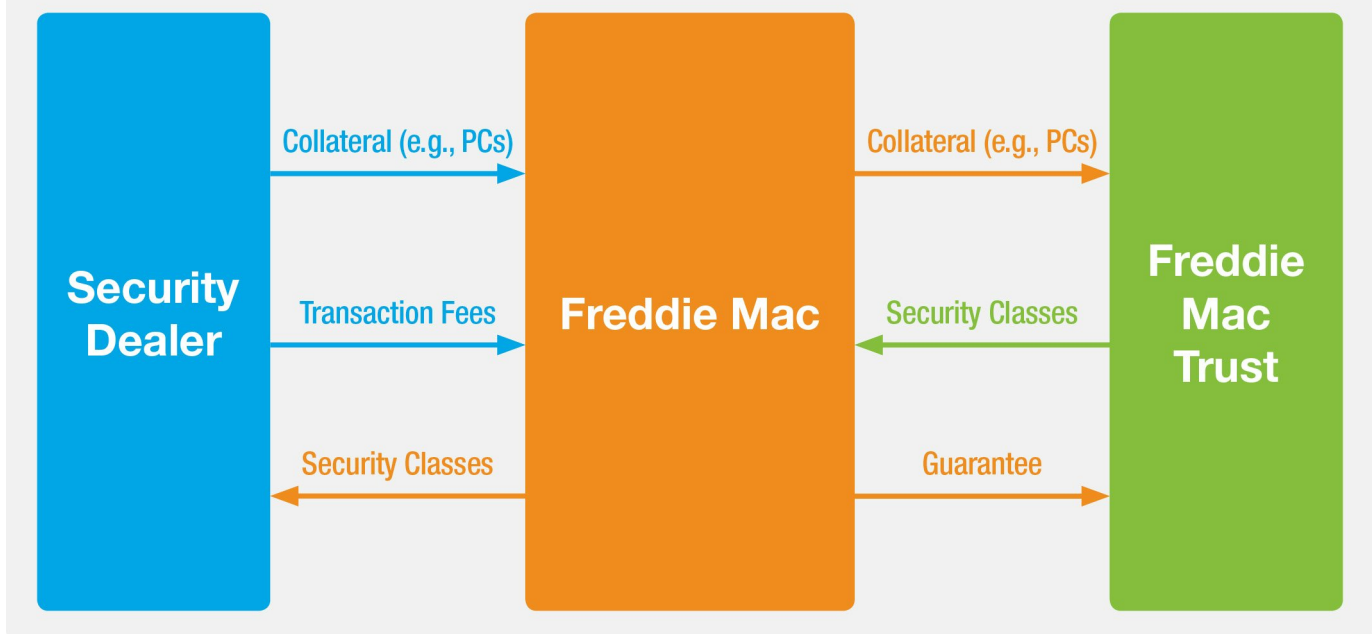 Security
Dealer
Collateral (e.g., PCs)
Transaction Fees
Security Classes
Freddie Mac
Collateral (e.g., PCs)
Security Classes
Guarantee
Freddie
Mac
Trust